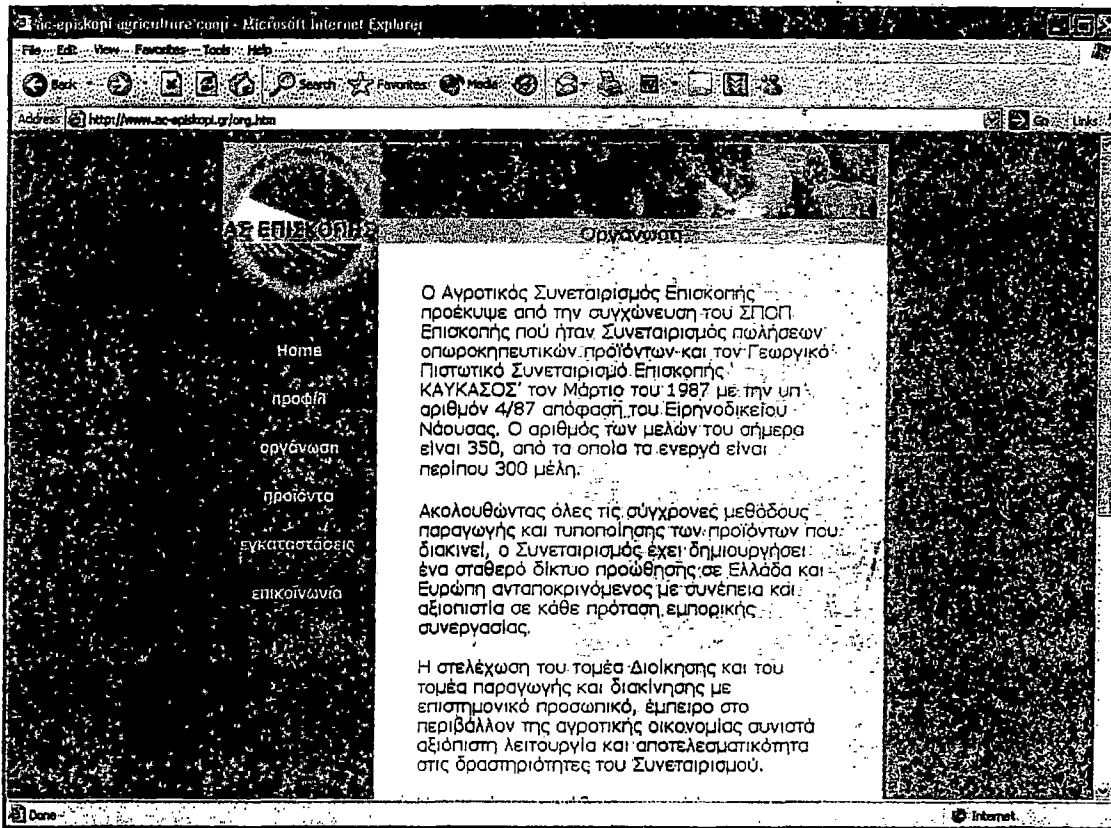 ac-episkopi agriculture coop - Microsoft Internet Explorer
File Edit View Favorites Tools Help
Back Search Favorites Media
Address http://www.ac-episkopi.gr/org.htm Go Links
ΑΣ ΕΠΙΣΚΟΠΗΣ
Οργάνωση
Home
προφίλ
οργάνωση
προϊόντα
εγκαταστάσεις
επικοινωνία
Ο Αγροτικός Συνεταιρισμός Επισκοπής
προέκυψε από την συγχώνευση του ΣΠΟΠ
Επισκοπής πού ήταν Συνεταιρισμός πωλήσεων
οπωροκηπευτικών προϊόντων και τον Γεωργικό
Πιστωτικό Συνεταιρισμό Επισκοπής '
ΚΑΥΚΑΣΟΣ' τον Μάρτιο του 1987 με την υπ'
αριθμόν 4/87 απόφαση του Ειρηνοδικείου
Νάουσας. Ο αριθμός των μελών του σήμερα
είναι 350, από τα οποία τα ενεργά είναι
περίπου 300 μέλη.
Ακολουθώντας όλες τις σύγχρονες μεθόδους
παραγωγής και τυποποίησης των προϊόντων που
διακινεί, ο Συνεταιρισμός έχει δημιουργήσει
ένα σταθερό δίκτυο προώθησης σε Ελλάδα και
Ευρώπη ανταποκρινόμενος με συνέπεια και
αξιοπιστία σε κάθε πρόταση εμπορικής
συνεργασίας.
Η στελέχωση του τομέα Διοίκησης και του
τομέα παραγωγής και διακίνησης με
επιστημονικό προσωπικό, έμπειρο στο
περιβάλλον της αγροτικής οικονομίας συνιστά
αξιόπιστη λειτουργία και αποτελεσματικότητα
στις δραστηριότητες του Συνεταιρισμού.
Done Internet